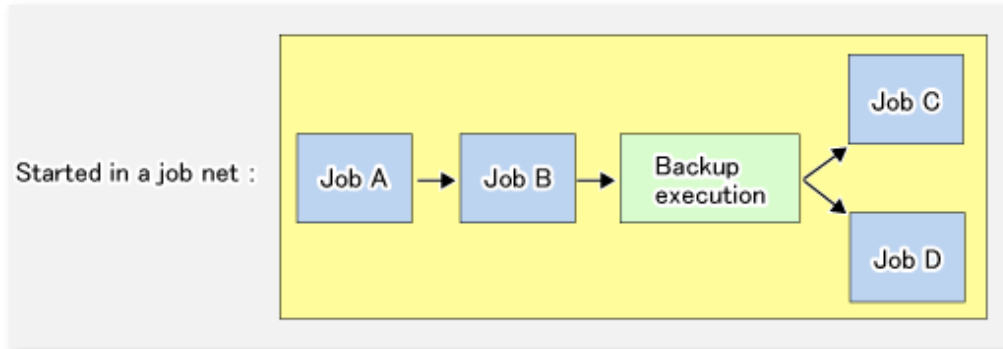 Started in a job net :
Job A
Job B
Backup
execution
Job C
Job D